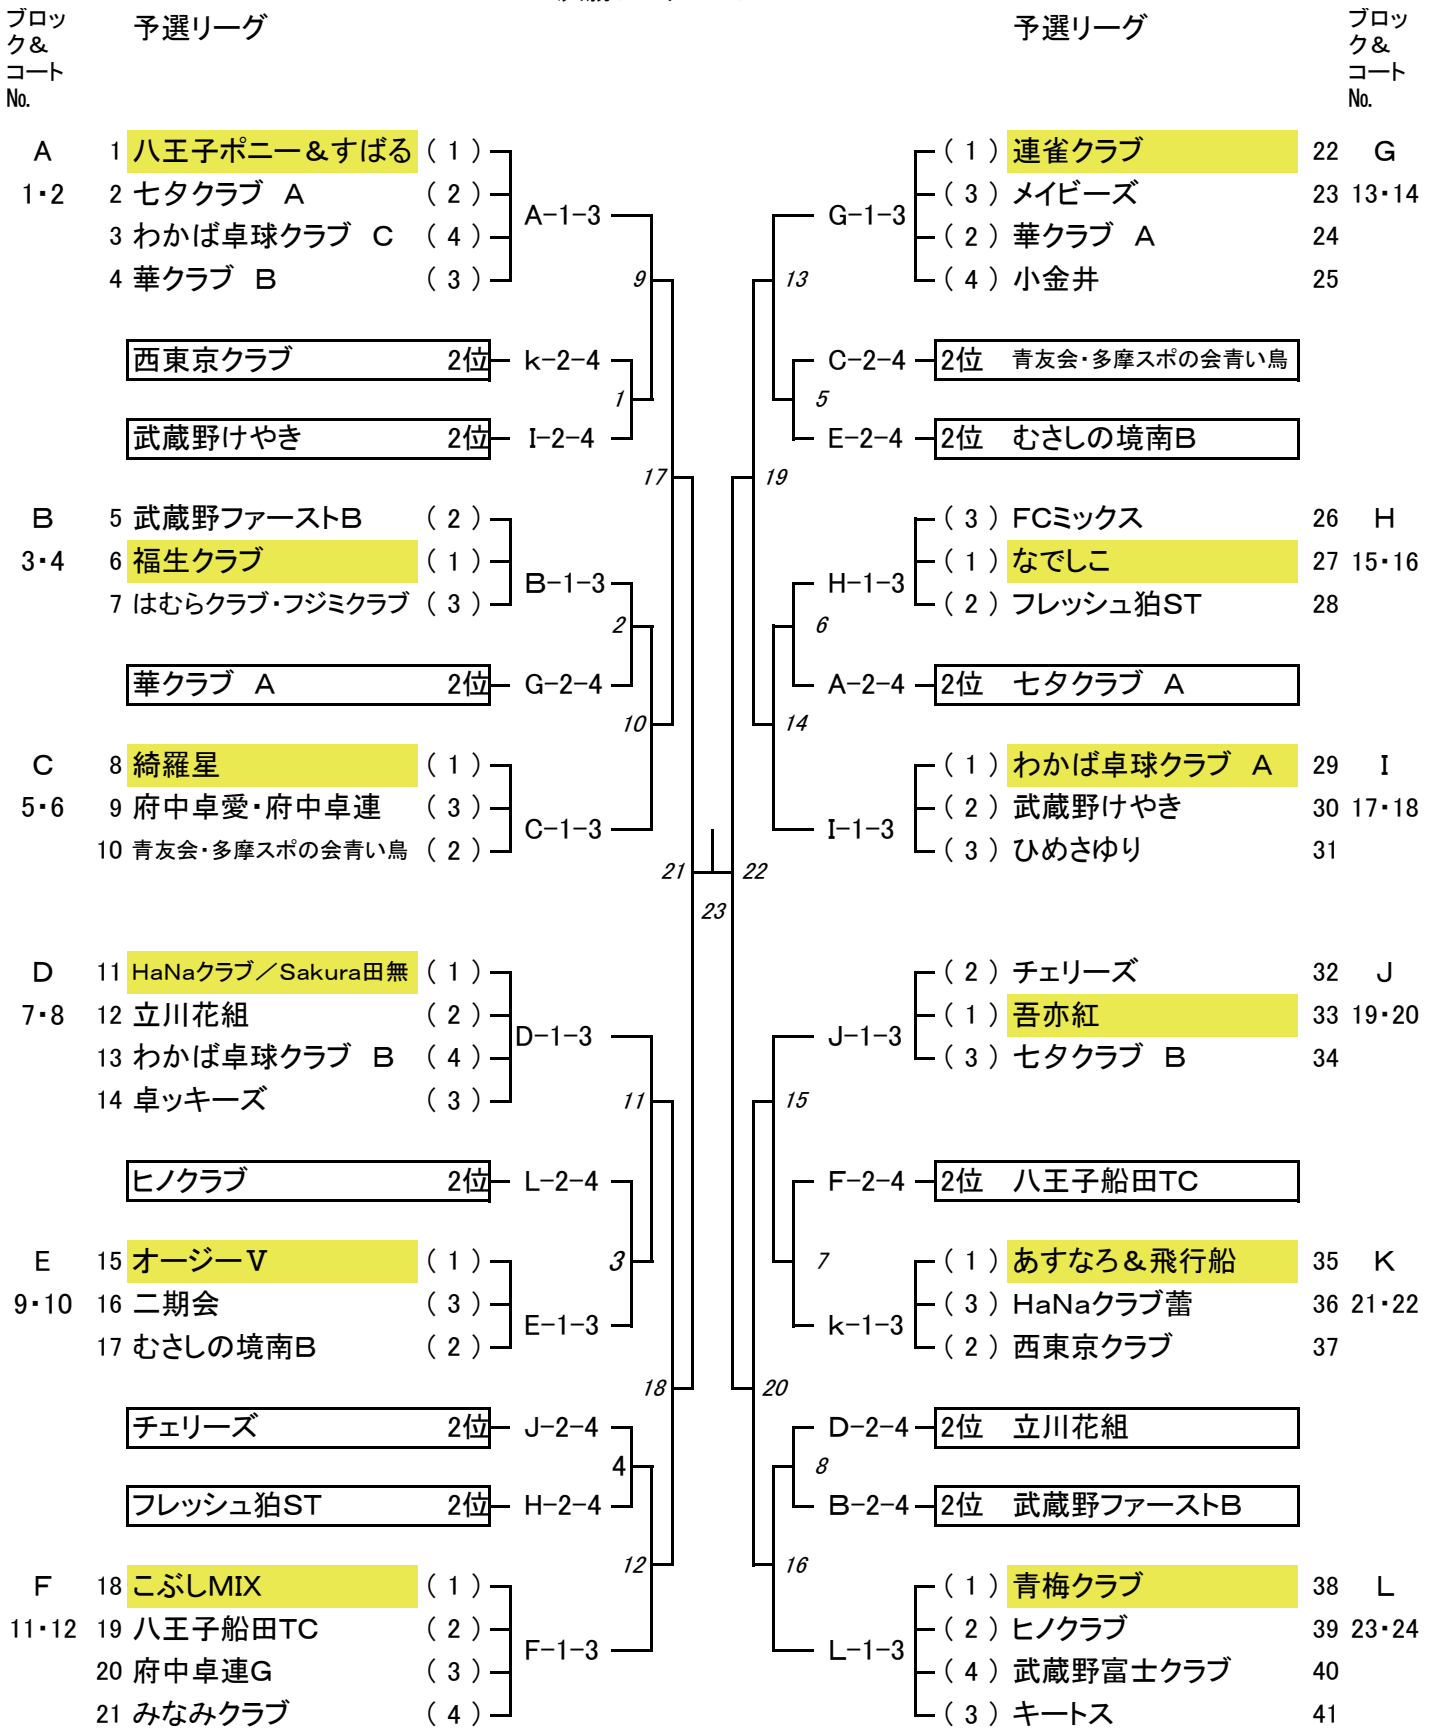 ブロック＆コート№ 予選リーグ 予選リーグ ブロック＆コート№
A 1 八王子ポニー＆すばる ( 1 ) ( 1 ) 連雀クラブ 22 G
1・2 2 七夕クラブ A ( 2 ) ( 3 ) メイビーズ 23 13・14
A-1-3 G-1-3
3 わかば卓球クラブ C ( 4 ) ( 2 ) 華クラブ A 24
4 華クラブ B ( 3 ) 9 13 ( 4 ) 小金井 25
西東京クラブ 2位 k-2-4 C-2-4 2位 青友会・多摩スポの会青い鳥
1 5
武蔵野けやき 2位 I-2-4 E-2-4 2位 むさしの境南B
17 19
B 5 武蔵野ファーストB ( 2 ) ( 3 ) FCミックス 26 H
3・4 6 福生クラブ ( 1 ) ( 1 ) なでしこ 27 15・16
B-1-3 H-1-3
7 はむらクラブ・フジミクラブ ( 3 ) ( 2 ) フレッシュ狛ST 28
2 6
華クラブ A 2位 G-2-4 A-2-4 2位 七夕クラブ A
10 14
C 8 綺羅星 ( 1 ) ( 1 ) わかば卓球クラブ A 29 I
5・6 9 府中卓愛・府中卓連 ( 3 ) ( 2 ) 武蔵野けやき 30 17・18
C-1-3 I-1-3
10 青友会・多摩スポの会青い鳥 ( 2 ) ( 3 ) ひめさゆり 31
21 22
23
D 11 HaNaクラブ／Sakura田無 ( 1 ) ( 2 ) チェリーズ 32 J
7・8 12 立川花組 ( 2 ) ( 1 ) 吾亦紅 33 19・20
D-1-3 J-1-3
13 わかば卓球クラブ B ( 4 ) ( 3 ) 七夕クラブ B 34
14 卓ッキーズ ( 3 ) 11 15
ヒノクラブ 2位 L-2-4 F-2-4 2位 八王子船田TC
E 15 オージーV ( 1 ) 3 7 ( 1 ) あすなろ＆飛行船 35 K
9・10 16 二期会 ( 3 ) ( 3 ) HaNaクラブ蕾 36 21・22
E-1-3 k-1-3
17 むさしの境南B ( 2 ) ( 2 ) 西東京クラブ 37
18 20
チェリーズ 2位 J-2-4 D-2-4 2位 立川花組
4 8
フレッシュ狛ST 2位 H-2-4 B-2-4 2位 武蔵野ファーストB
12 16
F 18 こぶしMIX ( 1 ) ( 1 ) 青梅クラブ 38 L
11・12 19 八王子船田TC ( 2 ) ( 2 ) ヒノクラブ 39 23・24
F-1-3 L-1-3
20 府中卓連G ( 3 ) ( 4 ) 武蔵野富士クラブ 40
21 みなみクラブ ( 4 ) ( 3 ) キートス 41